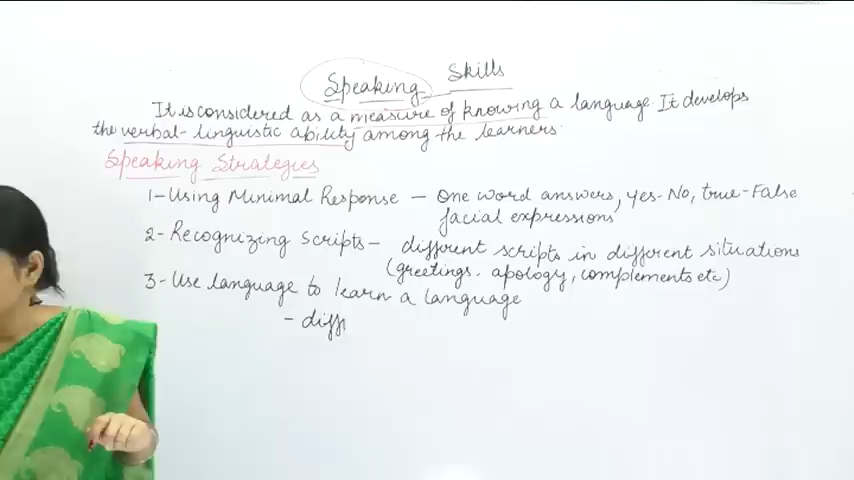 Speaking Skills
It is considered as a measure of knowing a language. It develops
the verbal-linguistic ability among the learners.
Speaking Strategies
1-Using Minimal Response - One word answers, yes-No, true-False
facial expressions
2- Recognizing Scripts- different scripts in different situations
(greetings. apology, complements etc)
3- Use language to learn a language
- diff